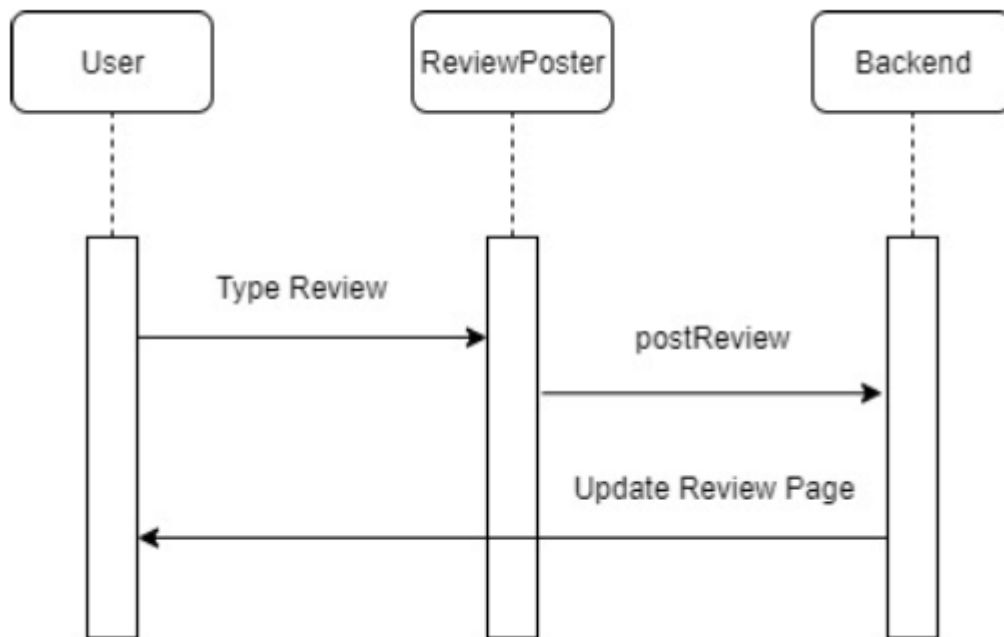 User
ReviewPoster
Backend
Type Review
postReview
Update Review Page